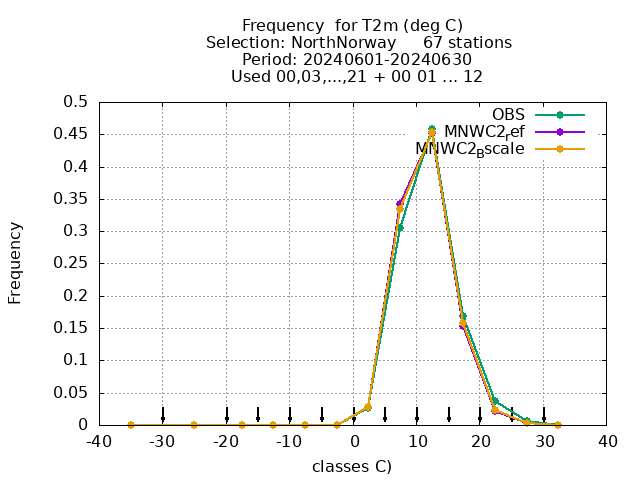 Frequency  for T2m (deg C)
Selection: NorthNorway     67 stations
Period: 20240601-20240630
Used 00,03,...,21 + 00 01 ... 12
OBS
MNWC2ref
MNWC2Bscale
Frequency
0.5
0.45
0.4
0.35
0.3
0.25
0.2
0.15
0.1
0.05
0
-40 -30 -20 -10 0 10 20 30 40
classes C)